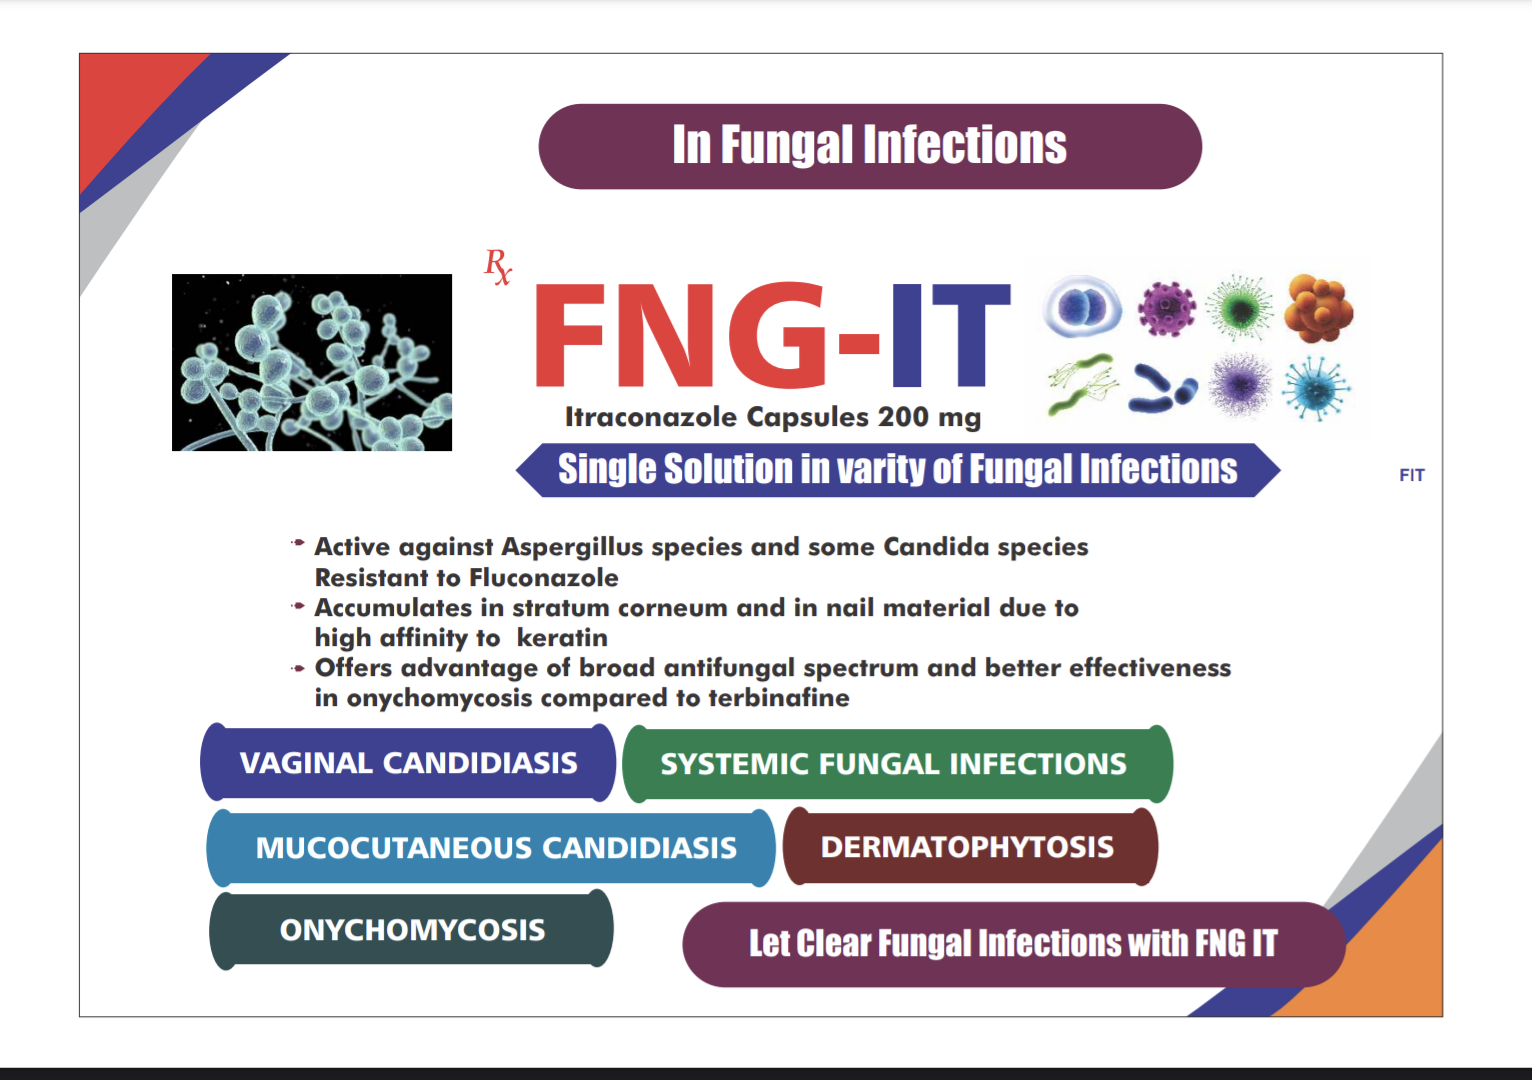 In Fungal Infections
Rx
FNG-IT
Itraconazole Capsules 200 mg
Single Solution in varity of Fungal Infections
FIT
Active against Aspergillus species and some Candida species
Resistant to Fluconazole
Accumulates in stratum corneum and in nail material due to
high affinity to keratin
Offers advantage of broad antifungal spectrum and better effectiveness
in onychomycosis compared to terbinafine
VAGINAL CANDIDIASIS
SYSTEMIC FUNGAL INFECTIONS
MUCOCUTANEOUS CANDIDIASIS
DERMATOPHYTOSIS
ONYCHOMYCOSIS
Let Clear Fungal Infections with FNG IT